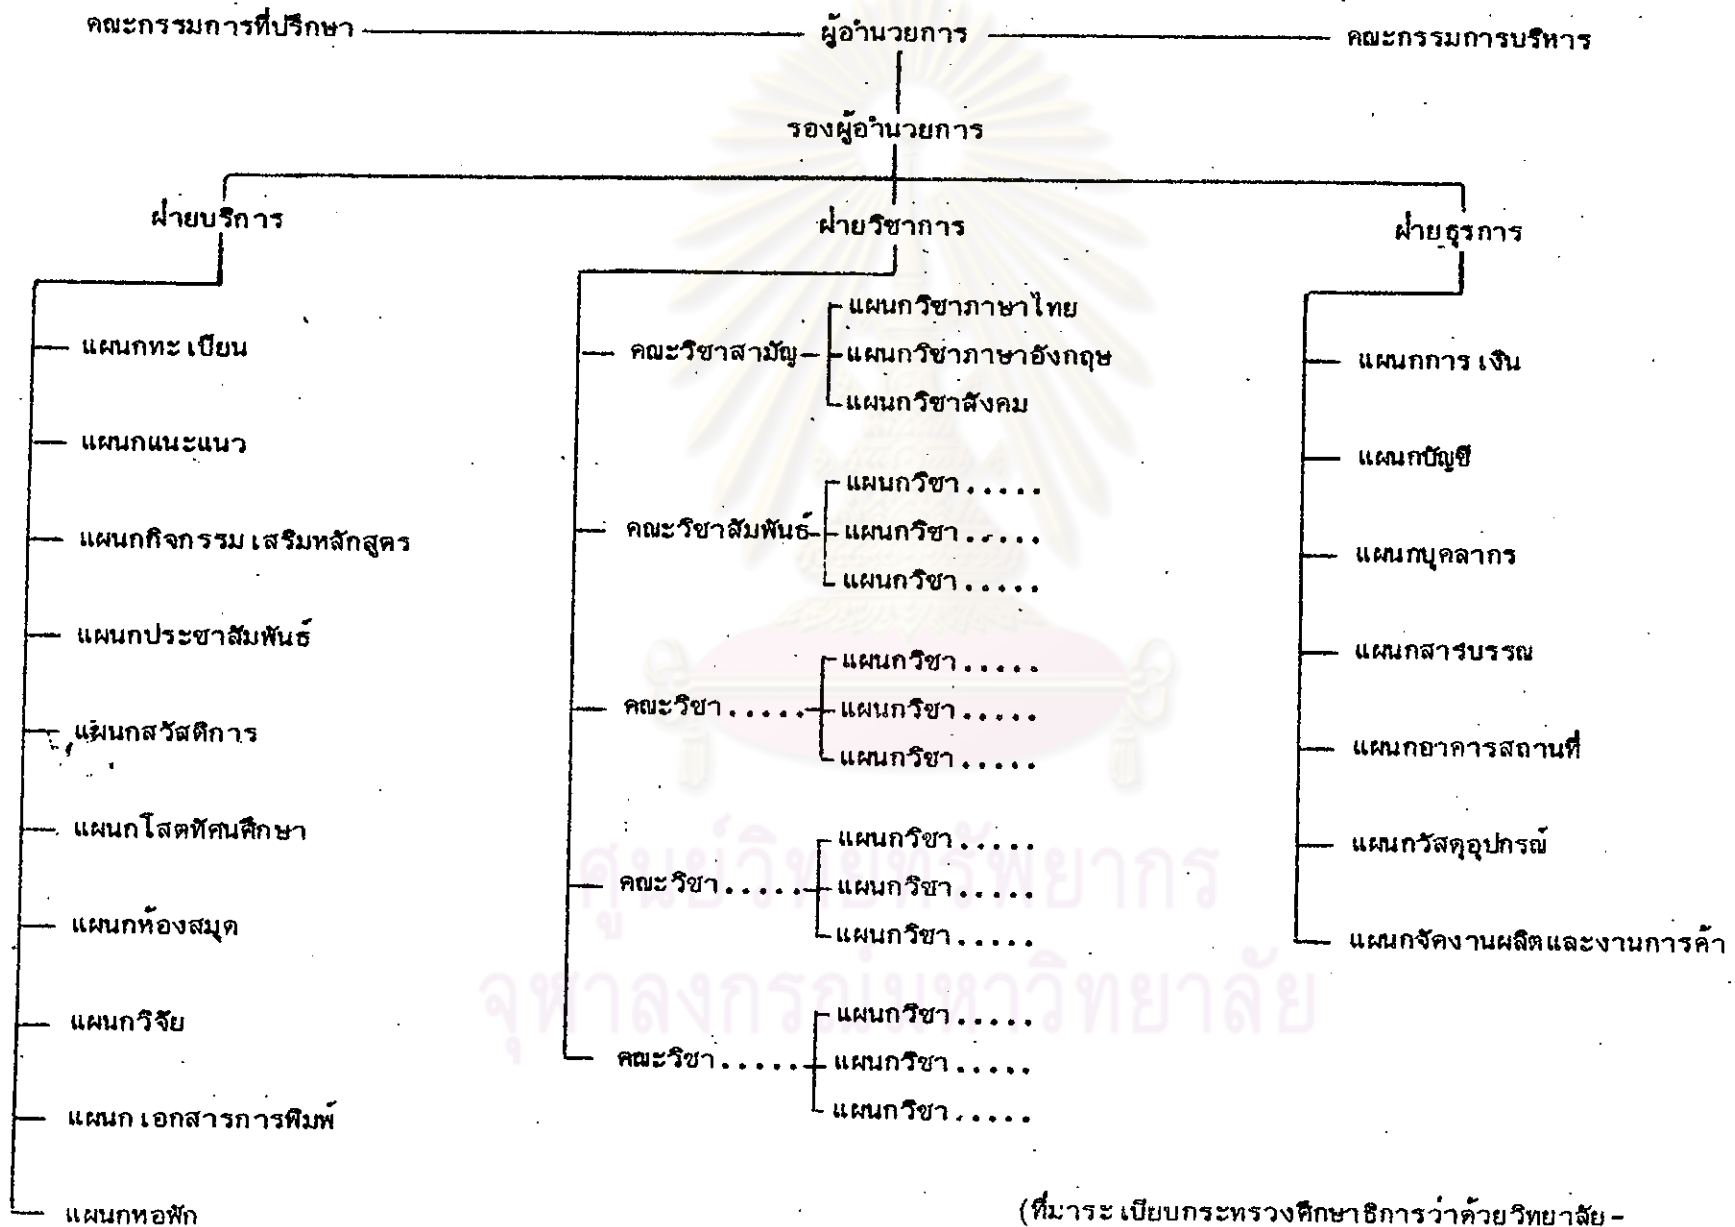 คณะกรรมการที่ปรึกษา ผู้อำนวยการ คณะกรรมการบริหาร
รองผู้อำนวยการ
ฝ่ายบริการ ฝ่ายวิชาการ ฝ่ายธุรการ
แผนกทะเบียน
แผนกแนะแนว
แผนกกิจกรรมเสริมหลักสูตร
แผนกประชาสัมพันธ์
แผนกสวัสดิการ
แผนกโสตทัศนศึกษา
แผนกห้องสมุด
แผนกวิจัย
แผนกเอกสารการพิมพ์
แผนกหอพัก
คณะวิชาสามัญ
แผนกวิชาภาษาไทย
แผนกวิชาภาษาอังกฤษ
แผนกวิชาสังคม
คณะวิชาสัมพันธ์
แผนกวิชา.....
แผนกวิชา.....
แผนกวิชา.....
คณะวิชา.....
แผนกวิชา.....
แผนกวิชา.....
แผนกวิชา.....
คณะวิชา.....
แผนกวิชา.....
แผนกวิชา.....
แผนกวิชา.....
คณะวิชา.....
แผนกวิชา.....
แผนกวิชา.....
แผนกวิชา.....
แผนกการเงิน
แผนกบัญชี
แผนกบุคลากร
แผนกสารบรรณ
แผนกอาคารสถานที่
แผนกวัสดุอุปกรณ์
แผนกจัดงานผลิตและงานการค้า
ศูนย์วิทยทรัพยากร
จุฬาลงกรณ์มหาวิทยาลัย
(ที่มาระเบียบกระทรวงศึกษาธิการว่าด้วยวิทยาลัย-